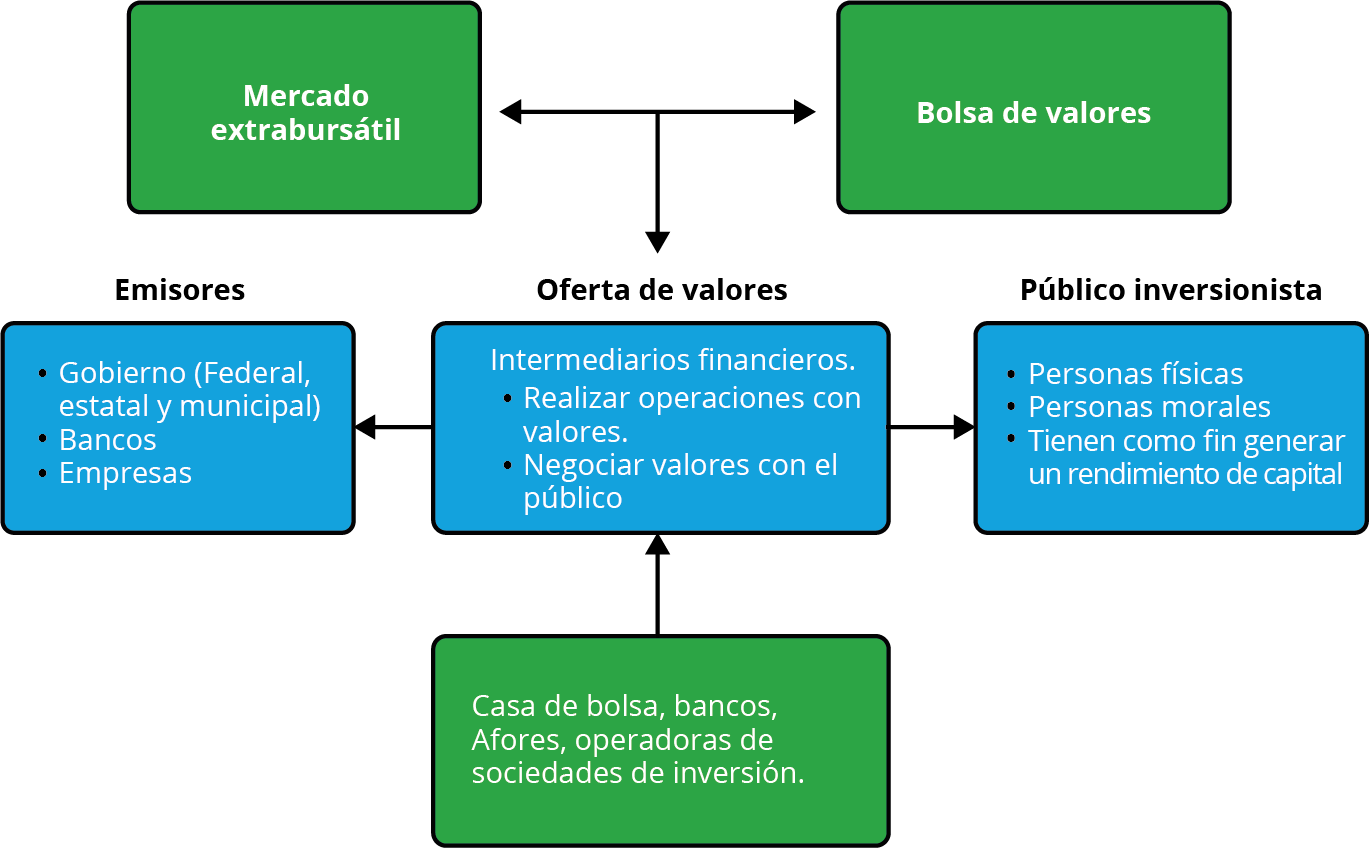 Mercado
extrabursátil
Bolsa de valores
Emisores
Oferta de valores
Público inversionista
• Gobierno (Federal,
estatal y municipal)
• Bancos
• Empresas
Intermediarios financieros.
• Realizar operaciones con
valores.
• Negociar valores con el
público
• Personas físicas
• Personas morales
• Tienen como fin generar
un rendimiento de capital
Casa de bolsa, bancos,
Afores, operadoras de
sociedades de inversión.